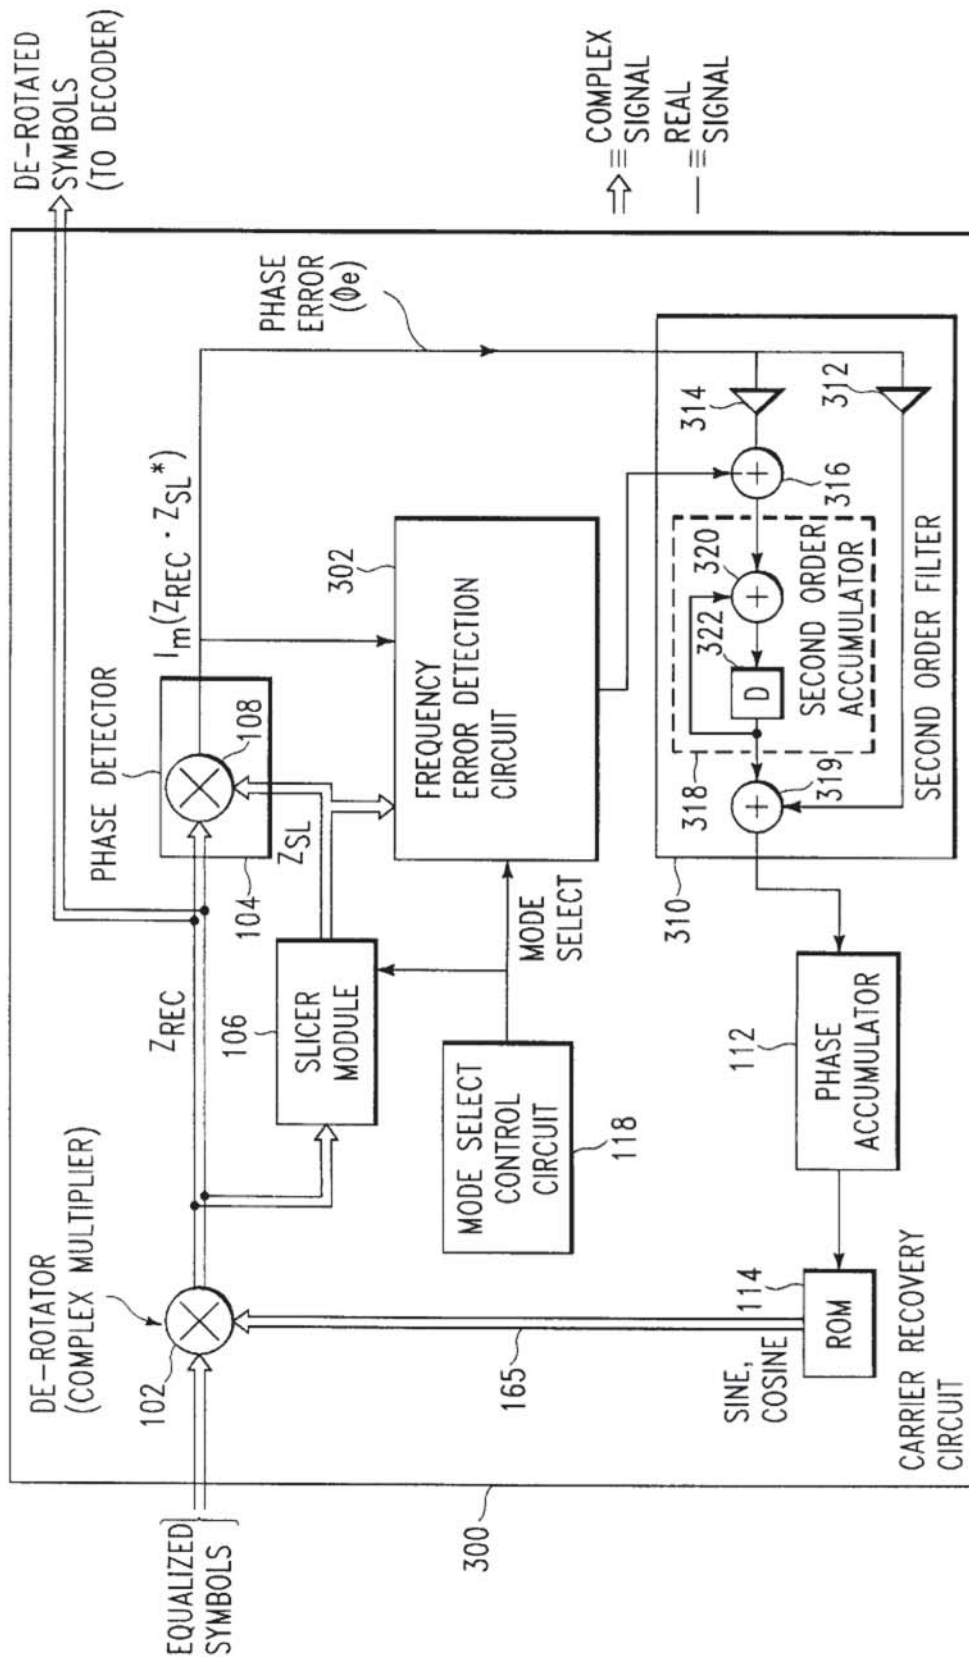 DE-ROTATED
SYMBOLS
(TO DECODER)
DE-ROTATOR
(COMPLEX MULTIPLIER)
102
EQUALIZED
SYMBOLS
ZREC
PHASE DETECTOR
108
104
Im(ZREC · ZSL*)
PHASE
ERROR
(Φe)
⇒ ≡ COMPLEX
SIGNAL
— ≡ REAL
SIGNAL
106
SLICER
MODULE
ZSL
302
FREQUENCY
ERROR DETECTION
CIRCUIT
MODE SELECT
CONTROL
CIRCUIT
118
MODE
SELECT
165
SINE,
COSINE
114
ROM
112
PHASE
ACCUMULATOR
310
319
318
D
322
320
SECOND ORDER
ACCUMULATOR
316
314
312
SECOND ORDER FILTER
300
CARRIER RECOVERY
CIRCUIT